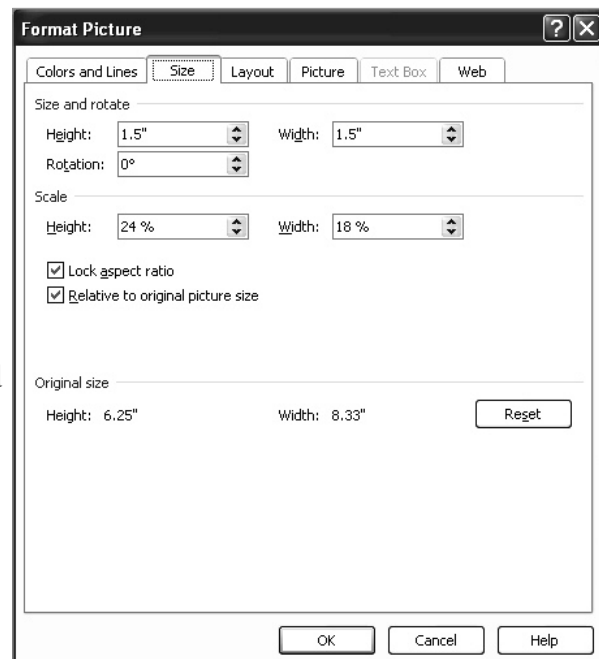 Format Picture
Colors and Lines Size Layout Picture Text Box Web
Size and rotate
Height: 1.5" Width: 1.5"
Rotation: 0°
Scale
Height: 24 % Width: 18 %
Lock aspect ratio
Relative to original picture size
Original size
Height: 6.25" Width: 8.33" Reset
OK Cancel Help